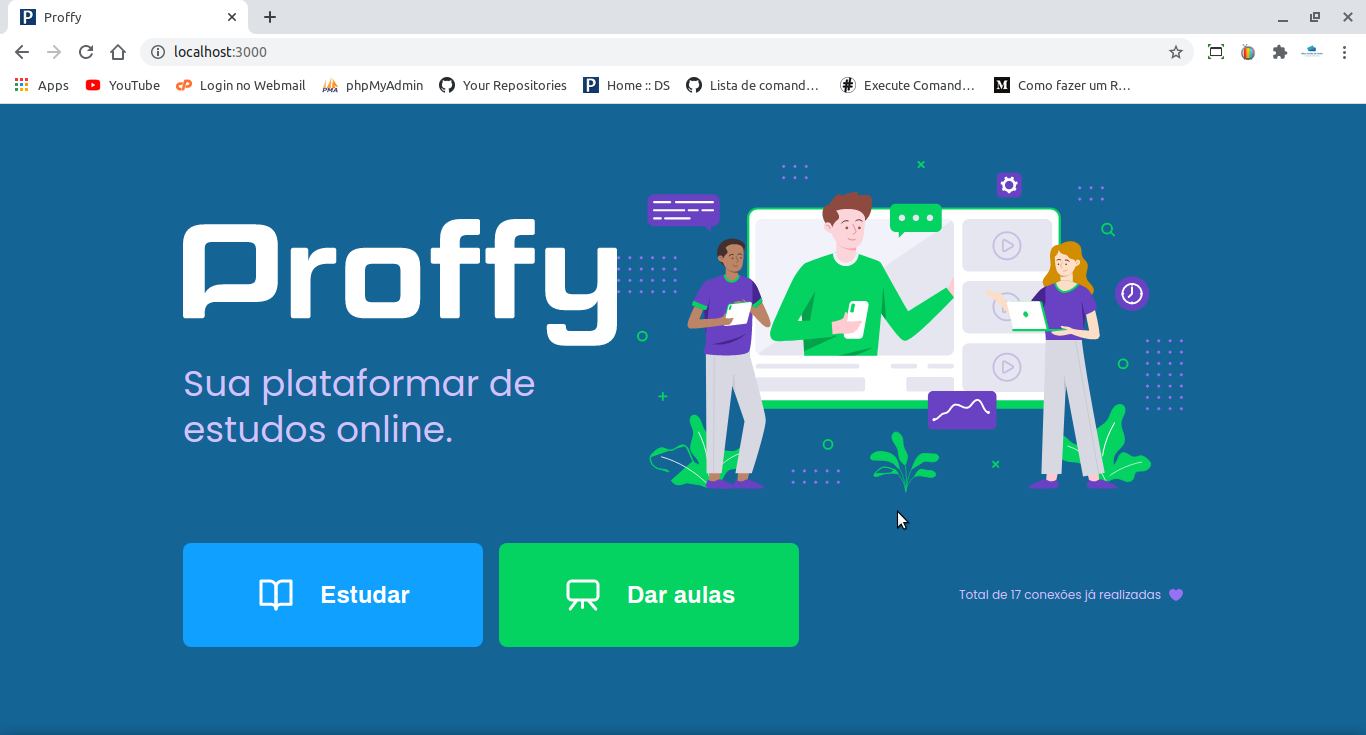 Proffy
localhost:3000
Apps YouTube Login no Webmail phpMyAdmin Your Repositories Home :: DS Lista de comand… Execute Comand… Como fazer um R…
Proffy
Sua plataformar de
estudos online.
Estudar
Dar aulas
Total de 17 conexões já realizadas